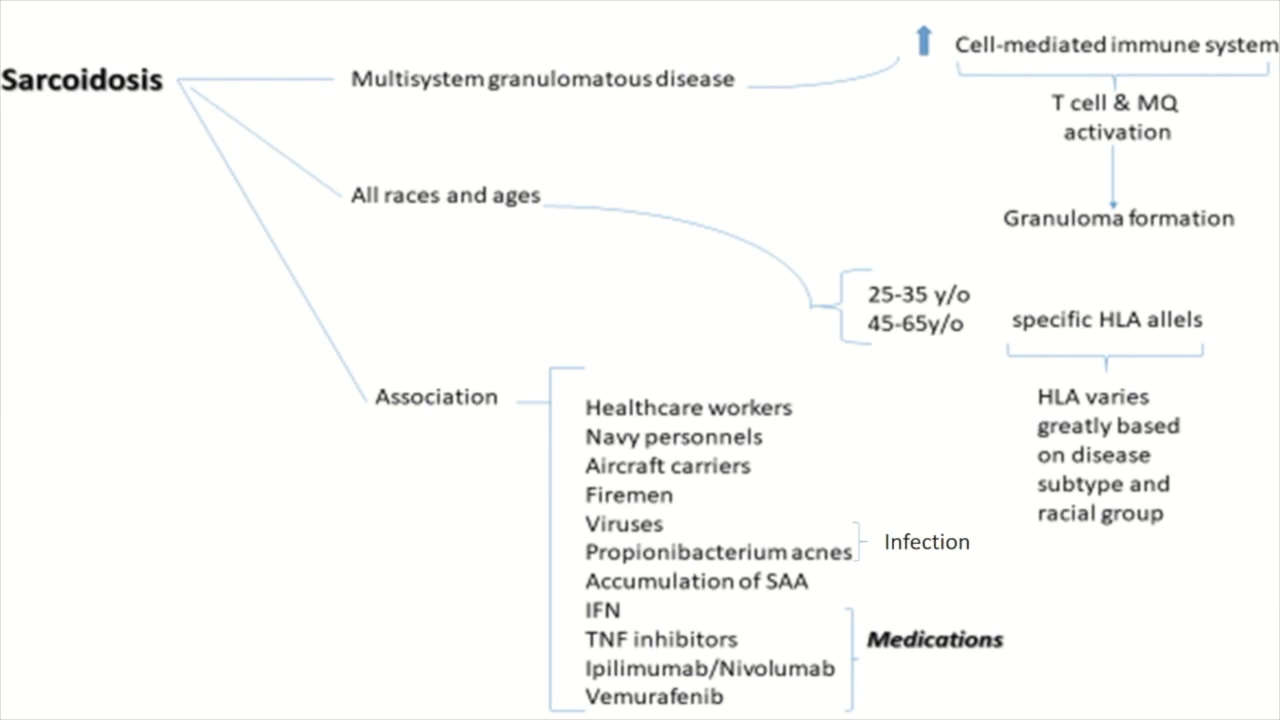 Sarcoidosis
Multisystem granulomatous disease
Cell-mediated immune system
T cell & MQ
activation
Granuloma formation
All races and ages
25-35 y/o
45-65y/o
specific HLA allels
HLA varies
greatly based
on disease
subtype and
racial group
Association
Healthcare workers
Navy personnels
Aircraft carriers
Firemen
Viruses
Propionibacterium acnes
Infection
Accumulation of SAA
IFN
TNF inhibitors
Ipilimumab/Nivolumab
Vemurafenib
Medications